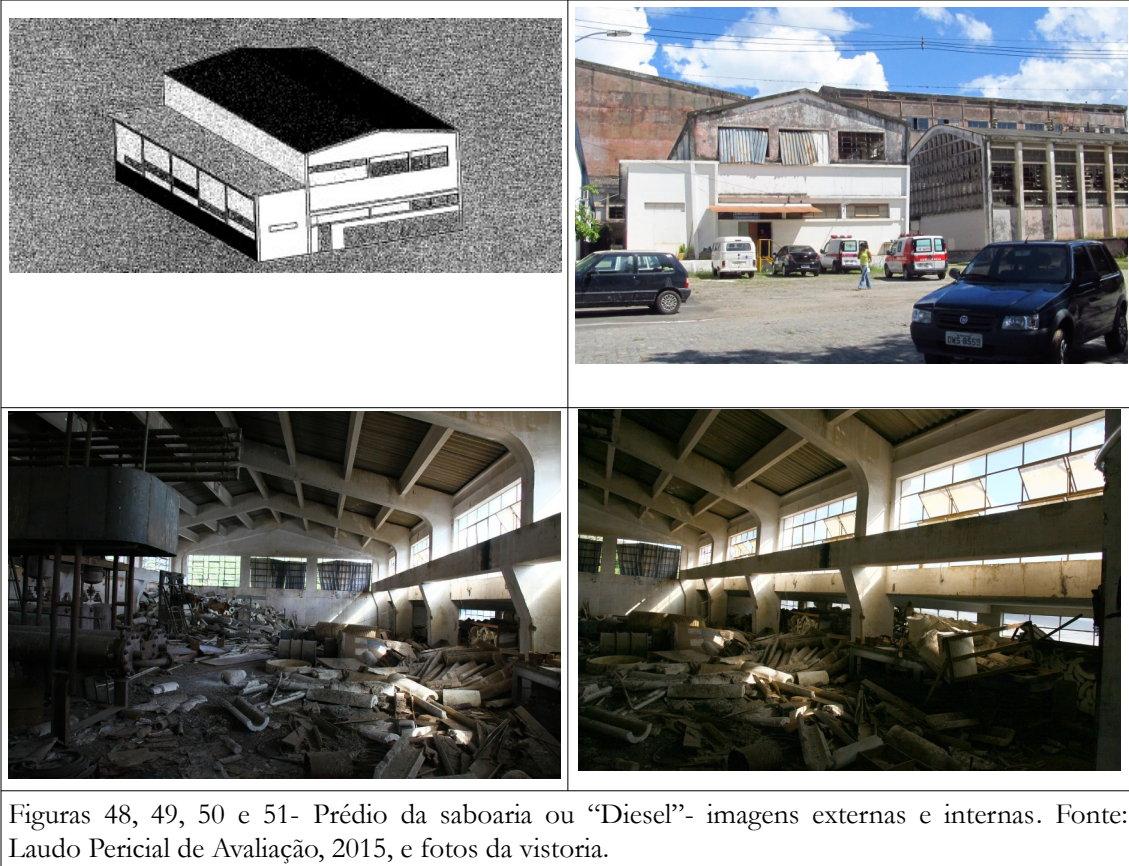 Figuras 48, 49, 50 e 51- Prédio da saboaria ou “Diesel”- imagens externas e internas. Fonte:
Laudo Pericial de Avaliação, 2015, e fotos da vistoria.